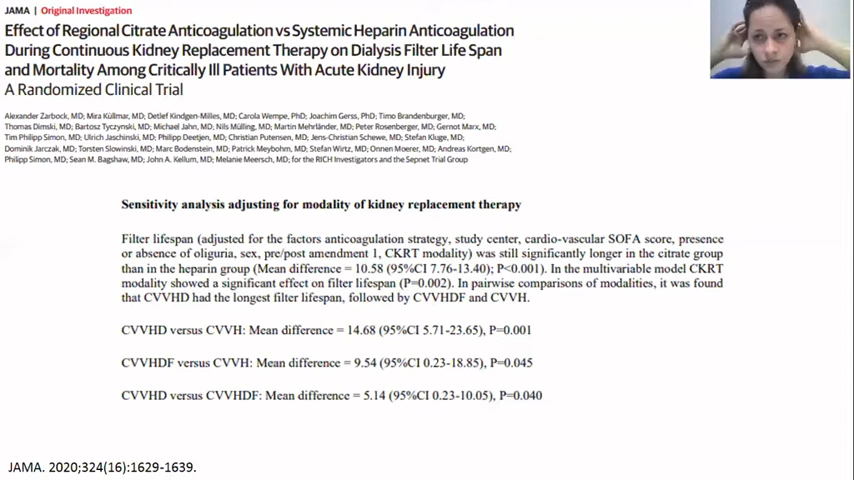 JAMA | Original Investigation
Effect of Regional Citrate Anticoagulation vs Systemic Heparin Anticoagulation
During Continuous Kidney Replacement Therapy on Dialysis Filter Life Span
and Mortality Among Critically Ill Patients With Acute Kidney Injury
A Randomized Clinical Trial
Alexander Zarbock, MD; Mira Küllmar, MD; Detlef Kindgen-Milles, MD; Carola Wempe, PhD; Joachim Gerss, PhD; Timo Brandenburger, MD;
Thomas Dimski, MD; Bartosz Tyczynski, MD; Michael Jahn, MD; Nils Mülling, MD; Martin Mehrländer, MD; Peter Rosenberger, MD; Gernot Marx, MD;
Tim Philipp Simon, MD; Ulrich Jaschinski, MD; Philipp Deetjen, MD; Christian Putensen, MD; Jens-Christian Schewe, MD; Stefan Kluge, MD;
Dominik Jarczak, MD; Torsten Slowinski, MD; Marc Bodenstein, MD; Patrick Meybohm, MD; Stefan Wirtz, MD; Onnen Moerer, MD; Andreas Kortgen, MD;
Philipp Simon, MD; Sean M. Bagshaw, MD; John A. Kellum, MD; Melanie Meersch, MD; for the RICH Investigators and the Sepnet Trial Group
Sensitivity analysis adjusting for modality of kidney replacement therapy
Filter lifespan (adjusted for the factors anticoagulation strategy, study center, cardio-vascular SOFA score, presence
or absence of oliguria, sex, pre/post amendment 1, CKRT modality) was still significantly longer in the citrate group
than in the heparin group (Mean difference = 10.58 (95%CI 7.76-13.40); P<0.001). In the multivariable model CKRT
modality showed a significant effect on filter lifespan (P=0.002). In pairwise comparisons of modalities, it was found
that CVVHD had the longest filter lifespan, followed by CVVHDF and CVVH.
CVVHD versus CVVH: Mean difference = 14.68 (95%CI 5.71-23.65), P=0.001
CVVHDF versus CVVH: Mean difference = 9.54 (95%CI 0.23-18.85), P=0.045
CVVHD versus CVVHDF: Mean difference = 5.14 (95%CI 0.23-10.05), P=0.040
JAMA. 2020;324(16):1629-1639.